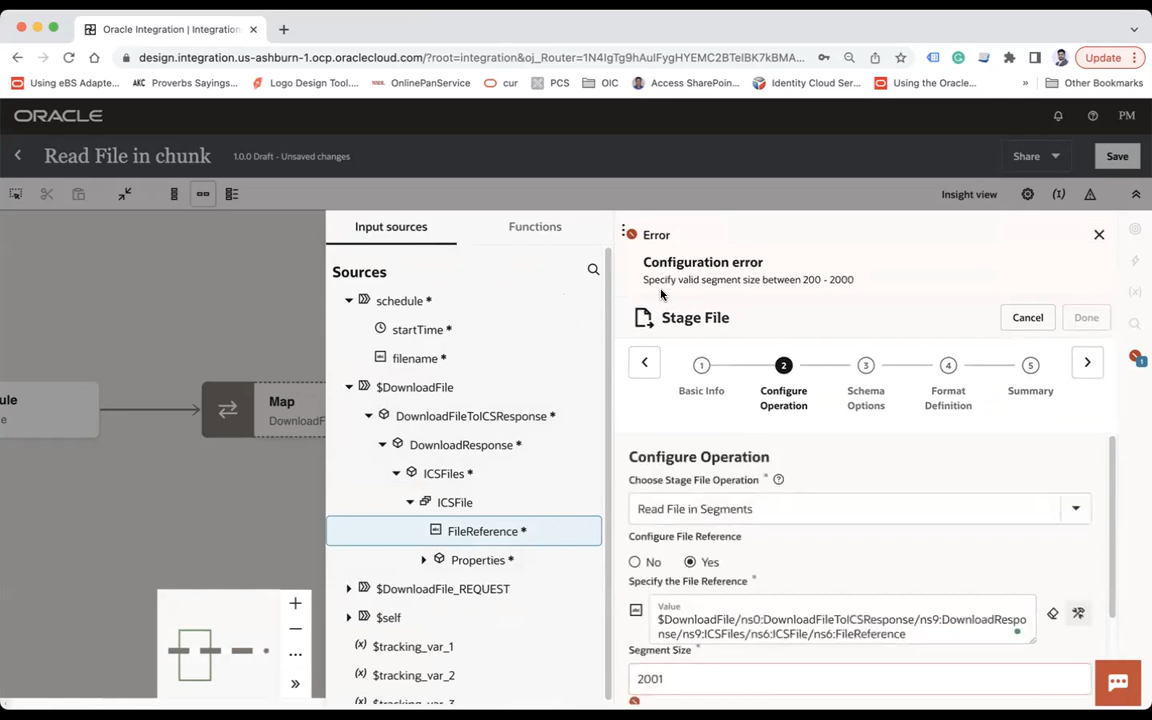 Oracle Integration | Integration
design.integration.us-ashburn-1.ocp.oraclecloud.com/?root=integration&oj_Router=1N4IgTg9hAulFygHYEMC2BTeIBK7kBMA...
Update
Using eBS Adapte...
AKC Proverbs Sayings...
Logo Design Tool...
OnlinePanService
cur
PCS
OIC
Access SharePoin...
Identity Cloud Ser...
Using the Oracle...
»
Other Bookmarks
ORACLE
PM
Read File in chunk
1.0.0 Draft - Unsaved changes
Share
Save
Insight view
(I)
Input sources
Functions
Sources
schedule *
startTime *
filename *
$DownloadFile
DownloadFileToICSResponse *
DownloadResponse *
ICSFiles *
ICSFile
FileReference *
Properties *
$DownloadFile_REQUEST
$self
(x) $tracking_var_1
(x) $tracking_var_2
(x) $tracking_var_3
ule
e
Map
DownloadF
Error
Configuration error
Specify valid segment size between 200 - 2000
Stage File
Cancel
Done
1
2
3
4
5
Basic Info
Configure Operation
Schema Options
Format Definition
Summary
Configure Operation
Choose Stage File Operation *
Read File in Segments
Configure File Reference
No
Yes
Specify the File Reference *
Value
$DownloadFile/ns0:DownloadFileToICSResponse/ns9:DownloadRespo
nse/ns9:ICSFiles/ns6:ICSFile/ns6:FileReference
Segment Size *
2001
(x)
1